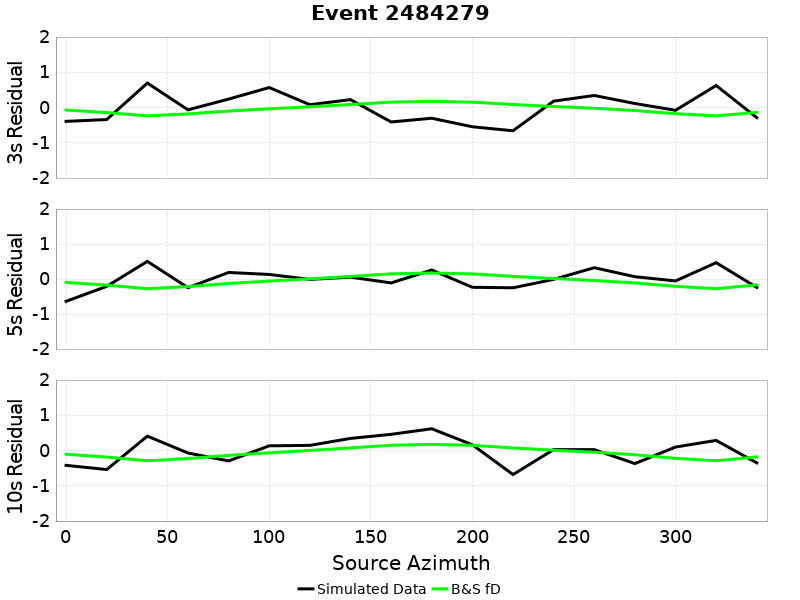 Event 2484279
2
1
0
-1
-2
3s Residual
2
1
0
-1
-2
5s Residual
2
1
0
-1
-2
10s Residual
0 50 100 150 200 250 300
Source Azimuth
Simulated Data B&S fD